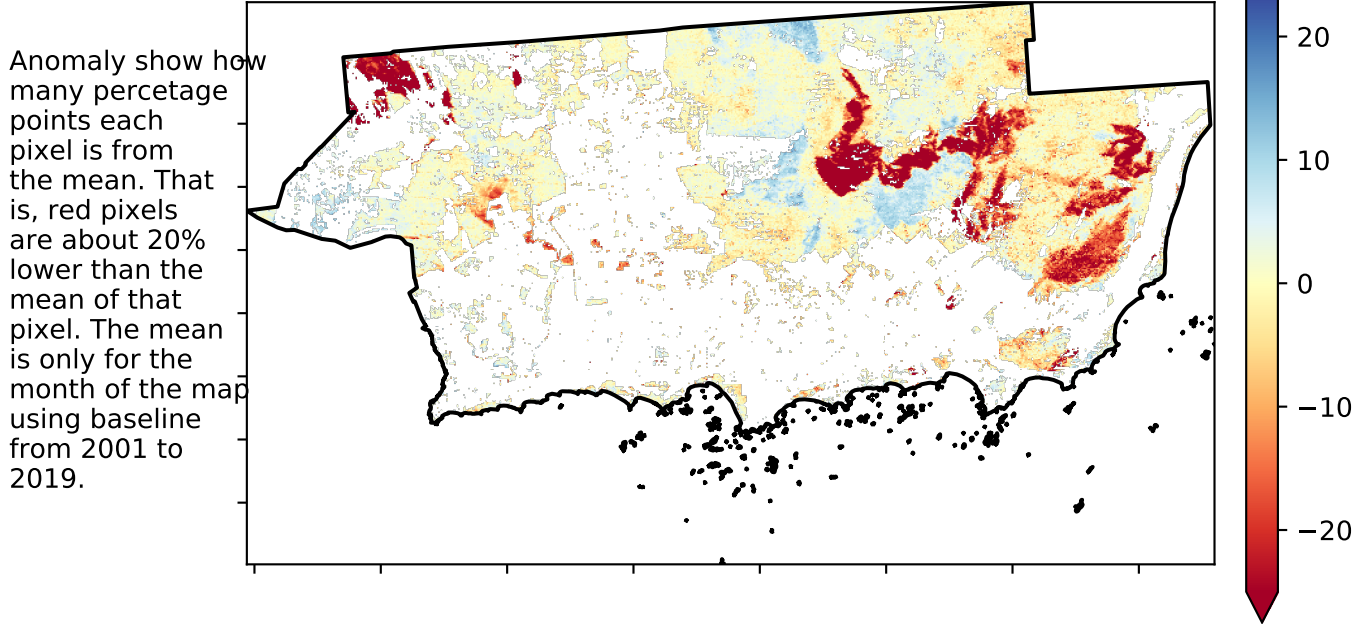 Anomaly show how
many percetage
points each
pixel is from
the mean. That
is, red pixels
are about 20%
lower than the
mean of that
pixel. The mean
is only for the
month of the map
using baseline
from 2001 to
2019.
20
10
0
−10
−20